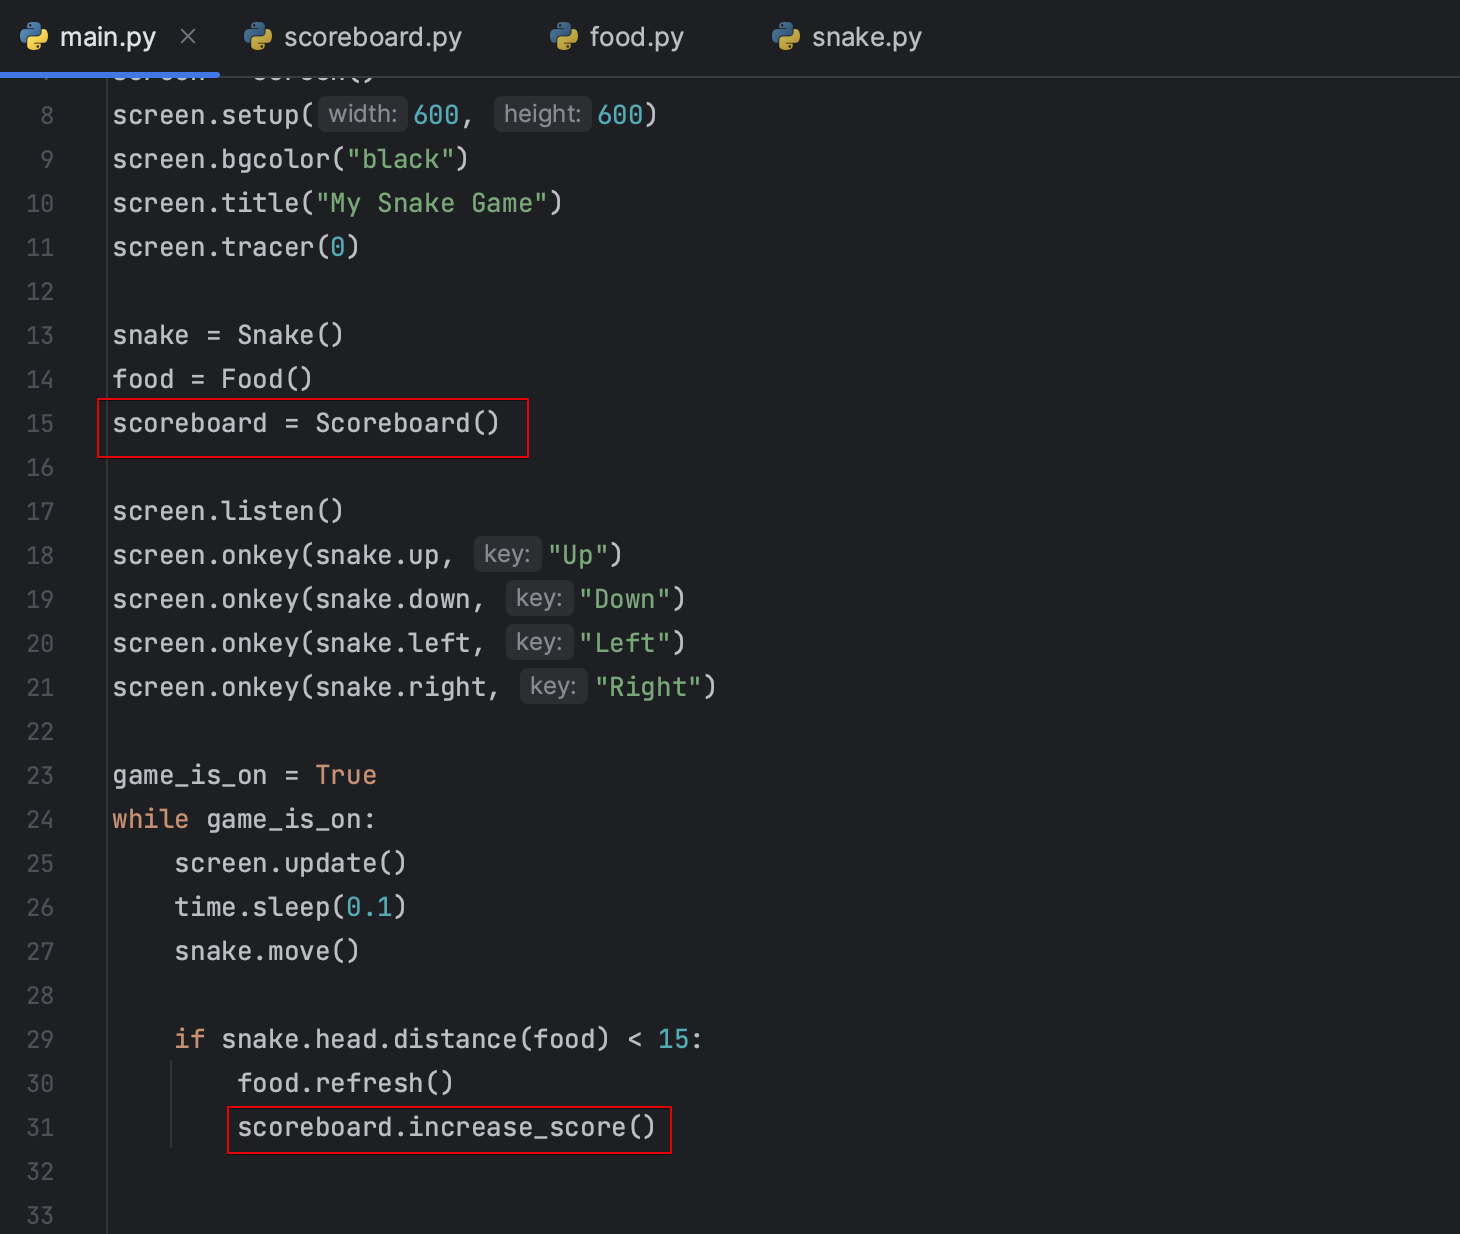 main.py × scoreboard.py food.py snake.py
8 screen.setup( width: 600, height: 600)
9 screen.bgcolor("black")
10 screen.title("My Snake Game")
11 screen.tracer(0)
12
13 snake = Snake()
14 food = Food()
15 scoreboard = Scoreboard()
16
17 screen.listen()
18 screen.onkey(snake.up, key: "Up")
19 screen.onkey(snake.down, key: "Down")
20 screen.onkey(snake.left, key: "Left")
21 screen.onkey(snake.right, key: "Right")
22
23 game_is_on = True
24 while game_is_on:
25     screen.update()
26     time.sleep(0.1)
27     snake.move()
28
29     if snake.head.distance(food) < 15:
30         food.refresh()
31         scoreboard.increase_score()
32
33